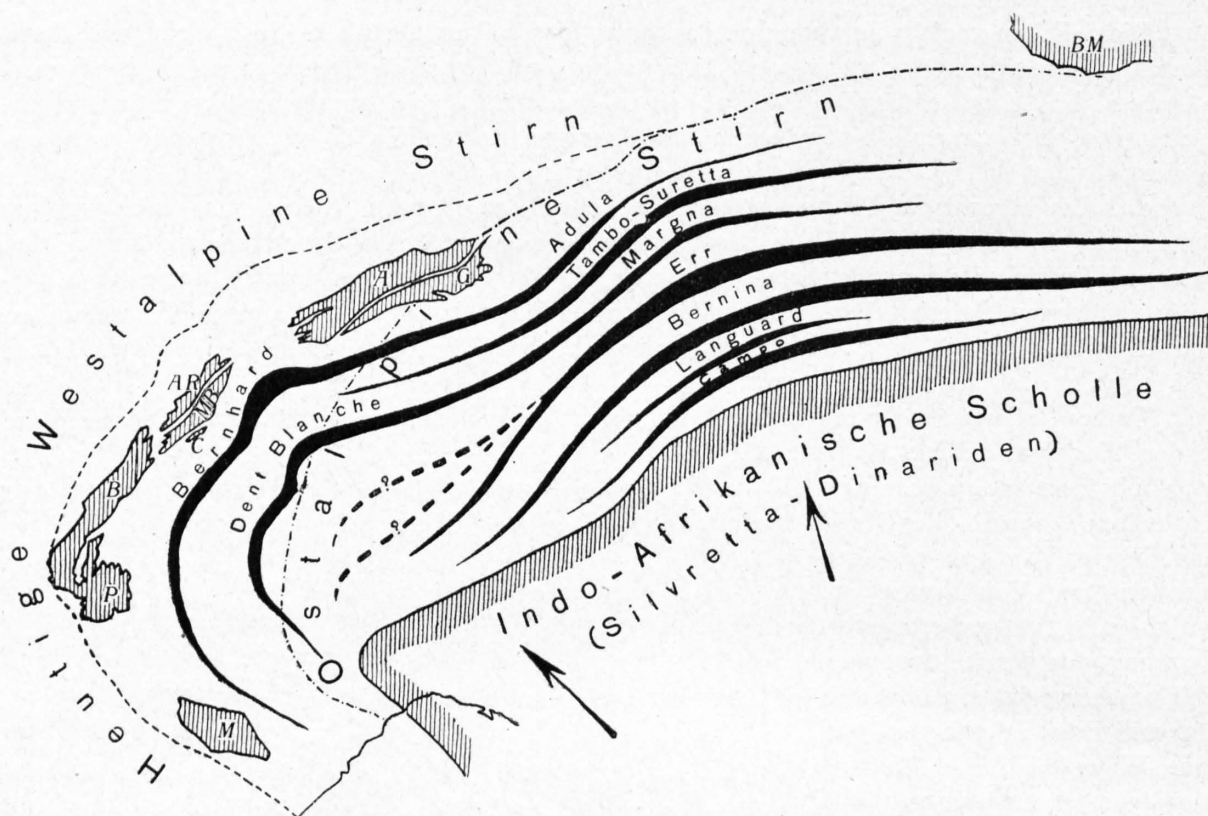 BM
Heutige Westalpine Stirn
Ostalpine Stirn
A
G
AR
MB
B
P
M
Adula
Tambo-Suretta
Margna
Err
Bernina
Languard
Campo
Bernhard
Dent Blanche
?
?
Indo-Afrikanische Scholle
(Silvretta Dinariden)